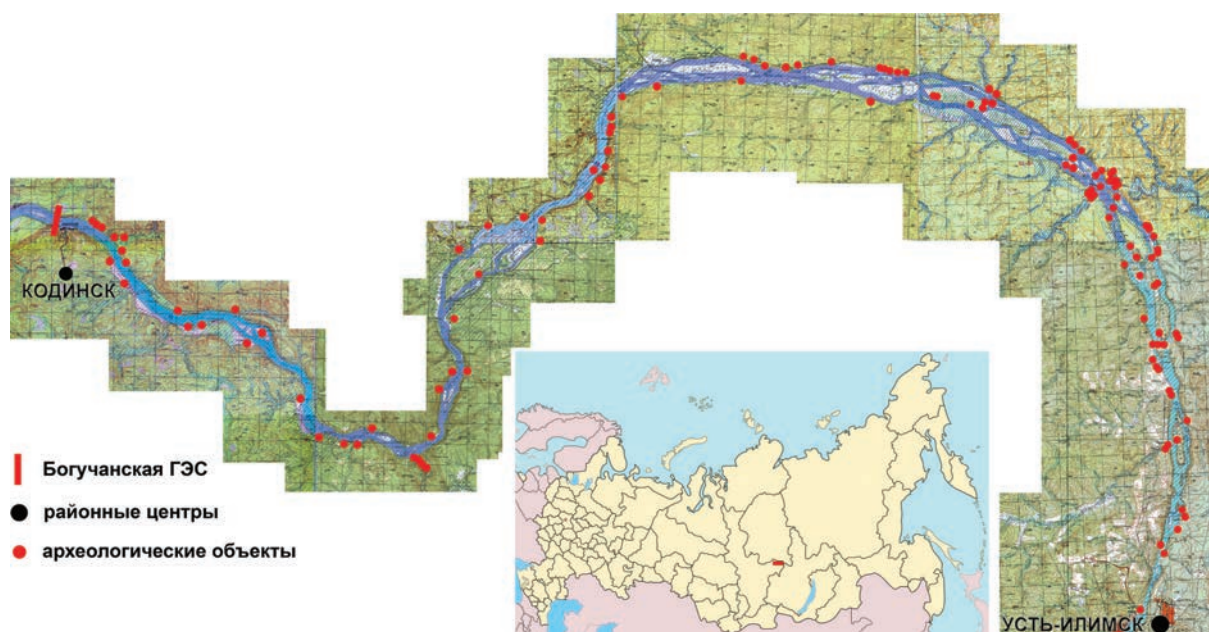 КОДИНСК
Богучанская ГЭС
районные центры
археологические объекты
УСТЬ-ИЛИМСК